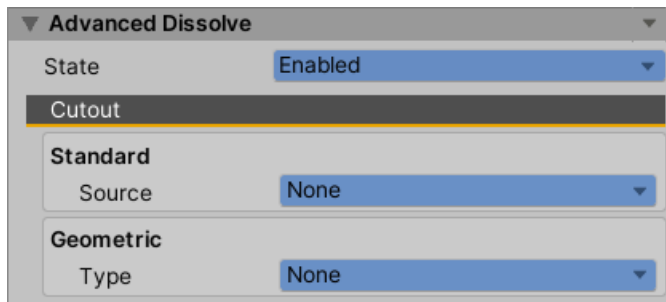 Advanced Dissolve
State Enabled
Cutout
Standard
Source None
Geometric
Type None